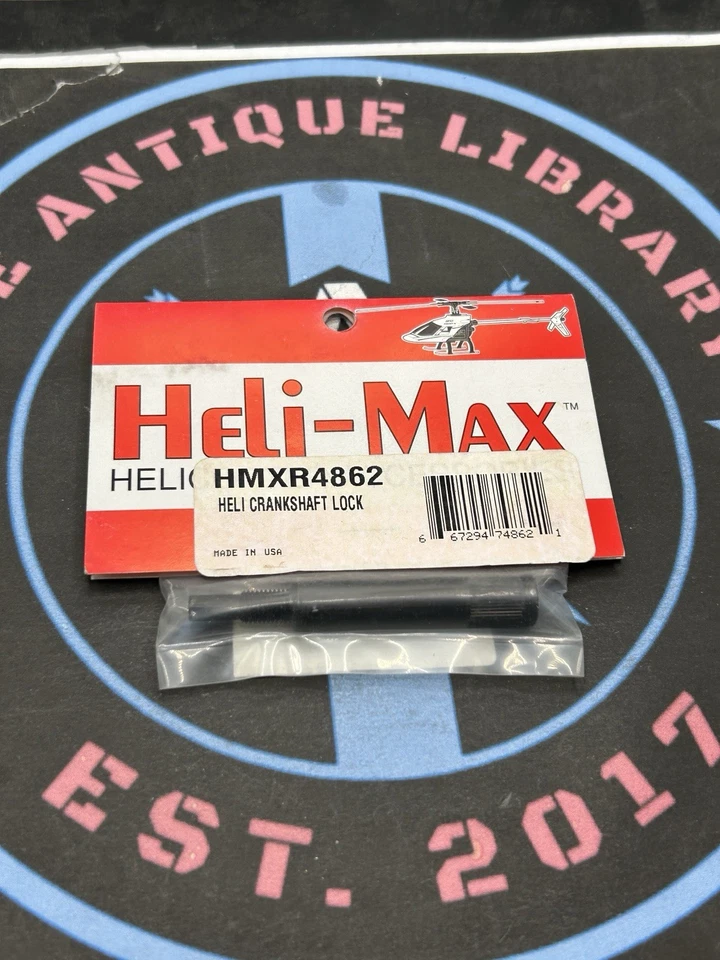 E ANTIQUE LIBRARY
Heli-Max™
HELIC
HMXR4862
HELI CRANKSHAFT LOCK
6 67294 74862 1
MADE IN USA
EST. 2017